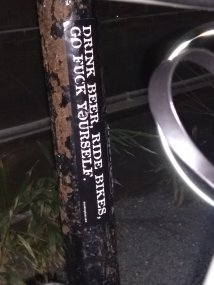 DRINK BEER, RIDE BIKES,
GO FUCK YOURSELF.